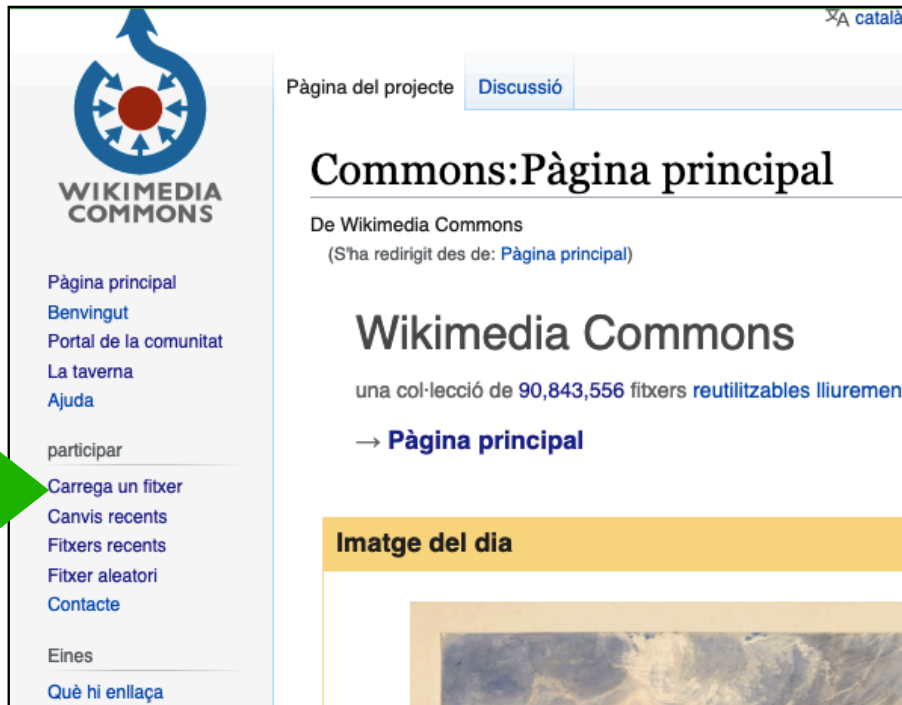 català
WIKIMEDIA
COMMONS
Pàgina del projecte
Discussió
Commons:Pàgina principal
De Wikimedia Commons
(S'ha redirigit des de: Pàgina principal)
Pàgina principal
Benvingut
Portal de la comunitat
La taverna
Ajuda
participar
Carrega un fitxer
Canvis recents
Fitxers recents
Fitxer aleatori
Contacte
Eines
Què hi enllaça
Wikimedia Commons
una col·lecció de 90,843,556 fitxers reutilitzables lliuremen
→ Pàgina principal
Imatge del dia